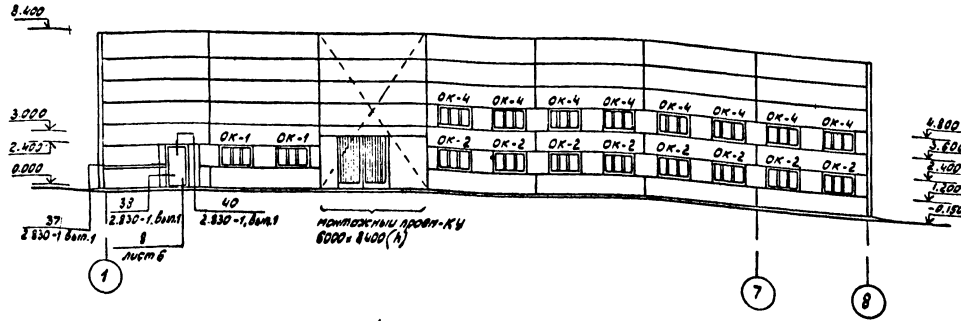 8.400
3.000
2.400
0.000
ОК-1 ОК-1
ОК-4 ОК-4 ОК-4 ОК-4 ОК-4 ОК-4 ОК-4 ОК-4
ОК-2 ОК-2 ОК-2 ОК-2 ОК-2 ОК-2 ОК-2 ОК-2
4.800
3.600
2.400
1.200
-0.150
37
2.830-1, вып.1
33
2.830-1, вып.1
40
2.830-1, вып.1
8
лист 6
монтажный проем-КУ
6000 × 8400 (h)
1
7
8